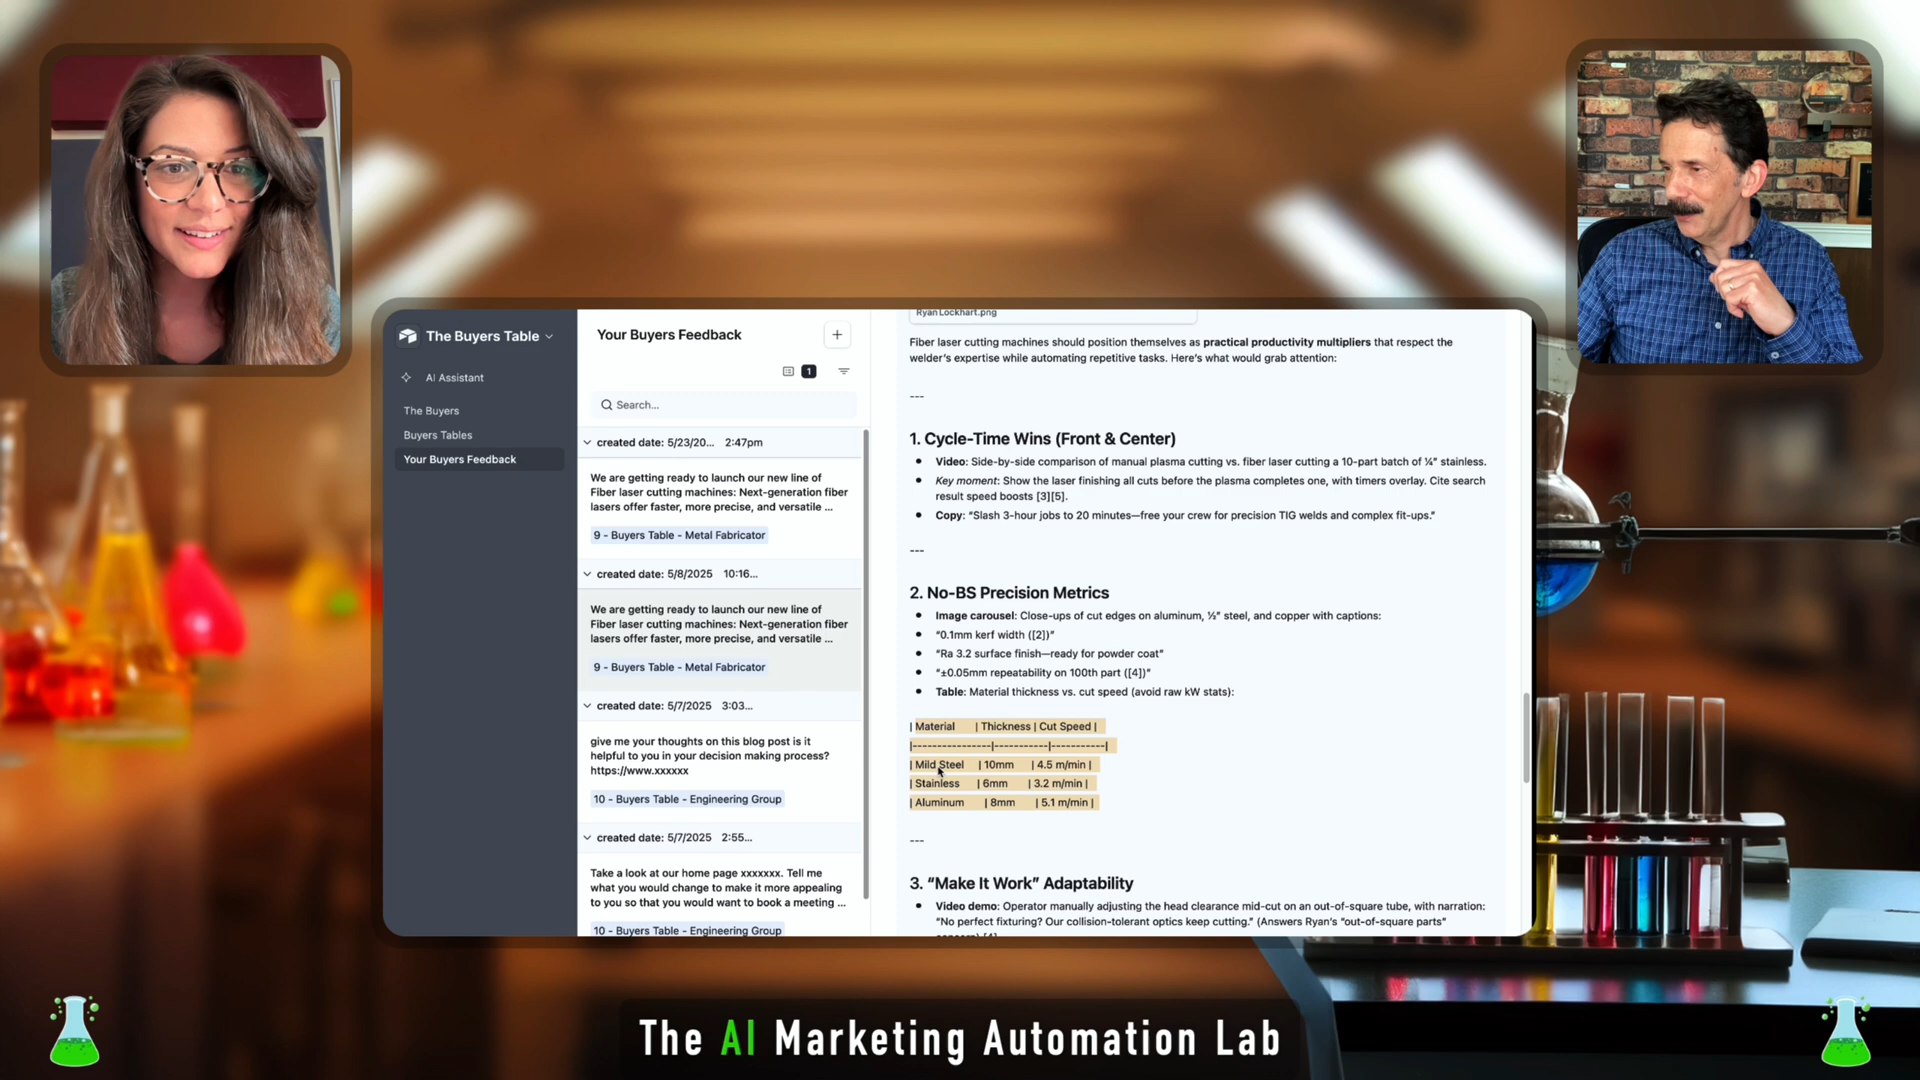 The Buyers Table
AI Assistant
The Buyers
Buyers Tables
Your Buyers Feedback
Your Buyers Feedback
+
1
Search...
created date: 5/23/20... 2:47pm
We are getting ready to launch our new line of
Fiber laser cutting machines: Next-generation fiber
lasers offer faster, more precise, and versatile ...
9 - Buyers Table - Metal Fabricator
created date: 5/8/2025 10:16...
We are getting ready to launch our new line of
Fiber laser cutting machines: Next-generation fiber
lasers offer faster, more precise, and versatile ...
9 - Buyers Table - Metal Fabricator
created date: 5/7/2025 3:03...
give me your thoughts on this blog post is it
helpful to you in your decision making process?
https://www.xxxxxx
10 - Buyers Table - Engineering Group
created date: 5/7/2025 2:55...
Take a look at our home page xxxxxxx. Tell me
what you would change to make it more appealing
to you so that you would want to book a meeting ...
10 - Buyers Table - Engineering Group
RyanLockhart.png
Fiber laser cutting machines should position themselves as practical productivity multipliers that respect the
welder's expertise while automating repetitive tasks. Here's what would grab attention:
---
1. Cycle-Time Wins (Front & Center)
Video: Side-by-side comparison of manual plasma cutting vs. fiber laser cutting a 10-part batch of ¼" stainless.
Key moment: Show the laser finishing all cuts before the plasma completes one, with timers overlay. Cite search
result speed boosts [3][5].
Copy: "Slash 3-hour jobs to 20 minutes—free your crew for precision TIG welds and complex fit-ups."
---
2. No-BS Precision Metrics
Image carousel: Close-ups of cut edges on aluminum, ½" steel, and copper with captions:
"0.1mm kerf width ([2])"
"Ra 3.2 surface finish—ready for powder coat"
"±0.05mm repeatability on 100th part ([4])"
Table: Material thickness vs. cut speed (avoid raw kW stats):
| Material | Thickness | Cut Speed |
|----------------|-----------|-----------|
| Mild Steel | 10mm | 4.5 m/min |
| Stainless | 6mm | 3.2 m/min |
| Aluminum | 8mm | 5.1 m/min |
---
3. "Make It Work" Adaptability
Video demo: Operator manually adjusting the head clearance mid-cut on an out-of-square tube, with narration:
"No perfect fixturing? Our collision-tolerant optics keep cutting." (Answers Ryan's "out-of-square parts"
The AI Marketing Automation Lab